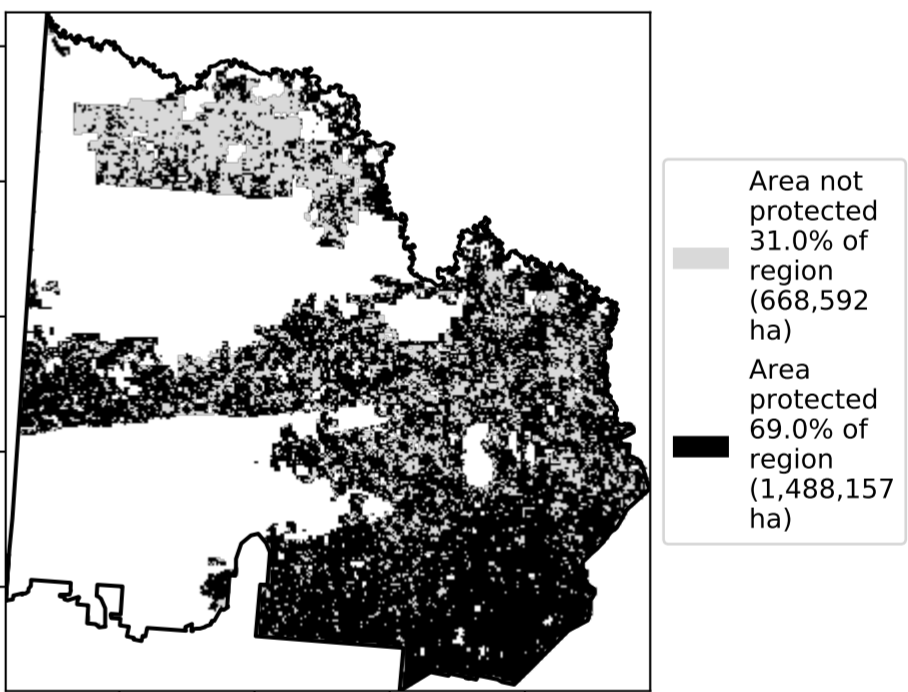 Area not
protected
31.0% of
region
(668,592
ha)
Area
protected
69.0% of
region
(1,488,157
ha)